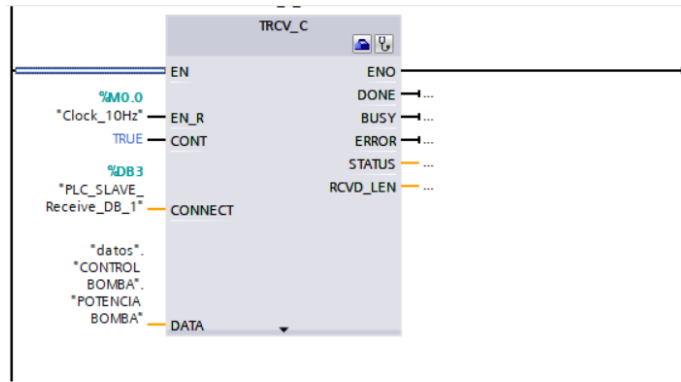 TRCV_C
EN
ENO
%M0.0
"Clock_10Hz"
EN_R
DONE
...
TRUE
CONT
BUSY
...
ERROR
...
%DB3
"PLC_SLAVE_
Receive_DB_1"
CONNECT
STATUS
...
RCVD_LEN
...
"datos".
"CONTROL
BOMBA".
"POTENCIA
BOMBA"
DATA